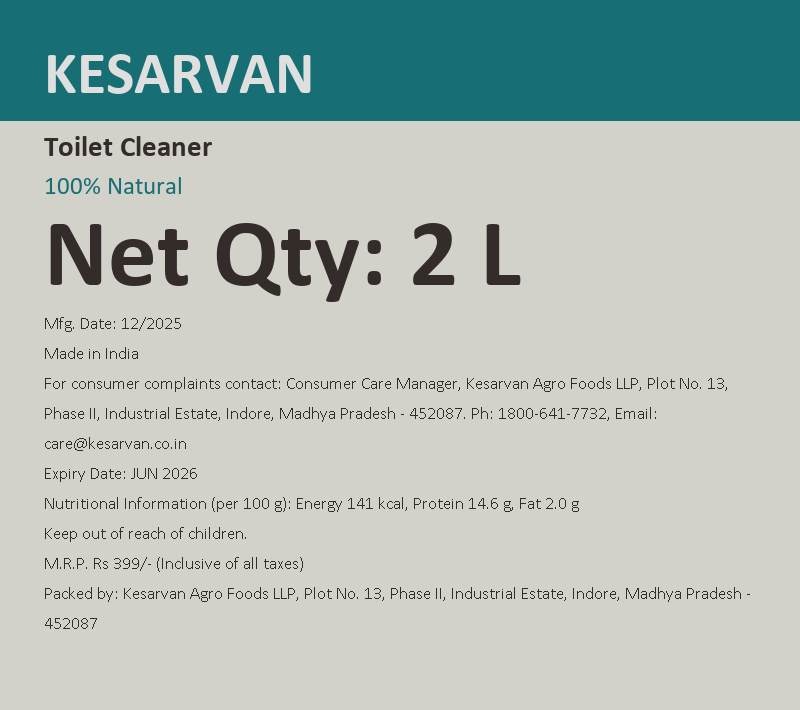 KESARVAN
Toilet Cleaner
100% Natural
Net Qty: 2 L
Mfg. Date: 12/2025
Made in India
For consumer complaints contact: Consumer Care Manager, Kesarvan Agro Foods LLP, Plot No. 13,
Phase II, Industrial Estate, Indore, Madhya Pradesh - 452087. Ph: 1800-641-7732, Email:
care@kesarvan.co.in
Expiry Date: JUN 2026
Nutritional Information (per 100 g): Energy 141 kcal, Protein 14.6 g, Fat 2.0 g
Keep out of reach of children.
M.R.P. Rs 399/- (Inclusive of all taxes)
Packed by: Kesarvan Agro Foods LLP, Plot No. 13, Phase II, Industrial Estate, Indore, Madhya Pradesh -
452087